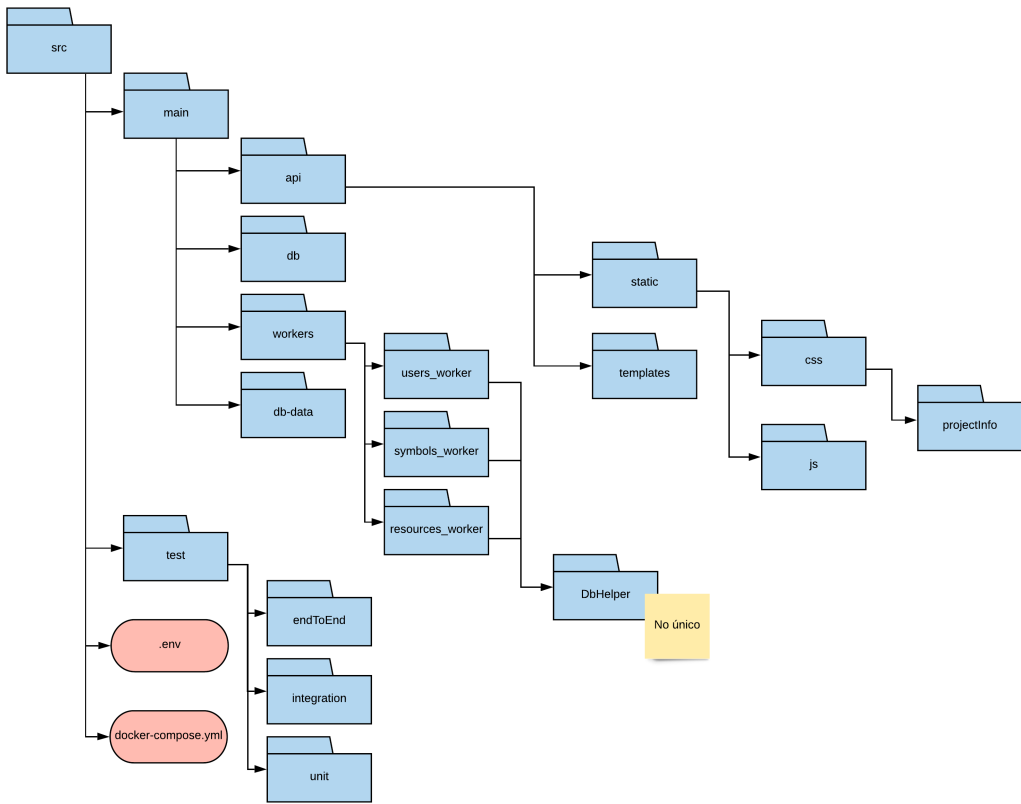 src
main
api
db
workers
db-data
users_worker
symbols_worker
resources_worker
DbHelper
No único
static
templates
css
js
projectInfo
test
endToEnd
integration
unit
.env
docker-compose.yml